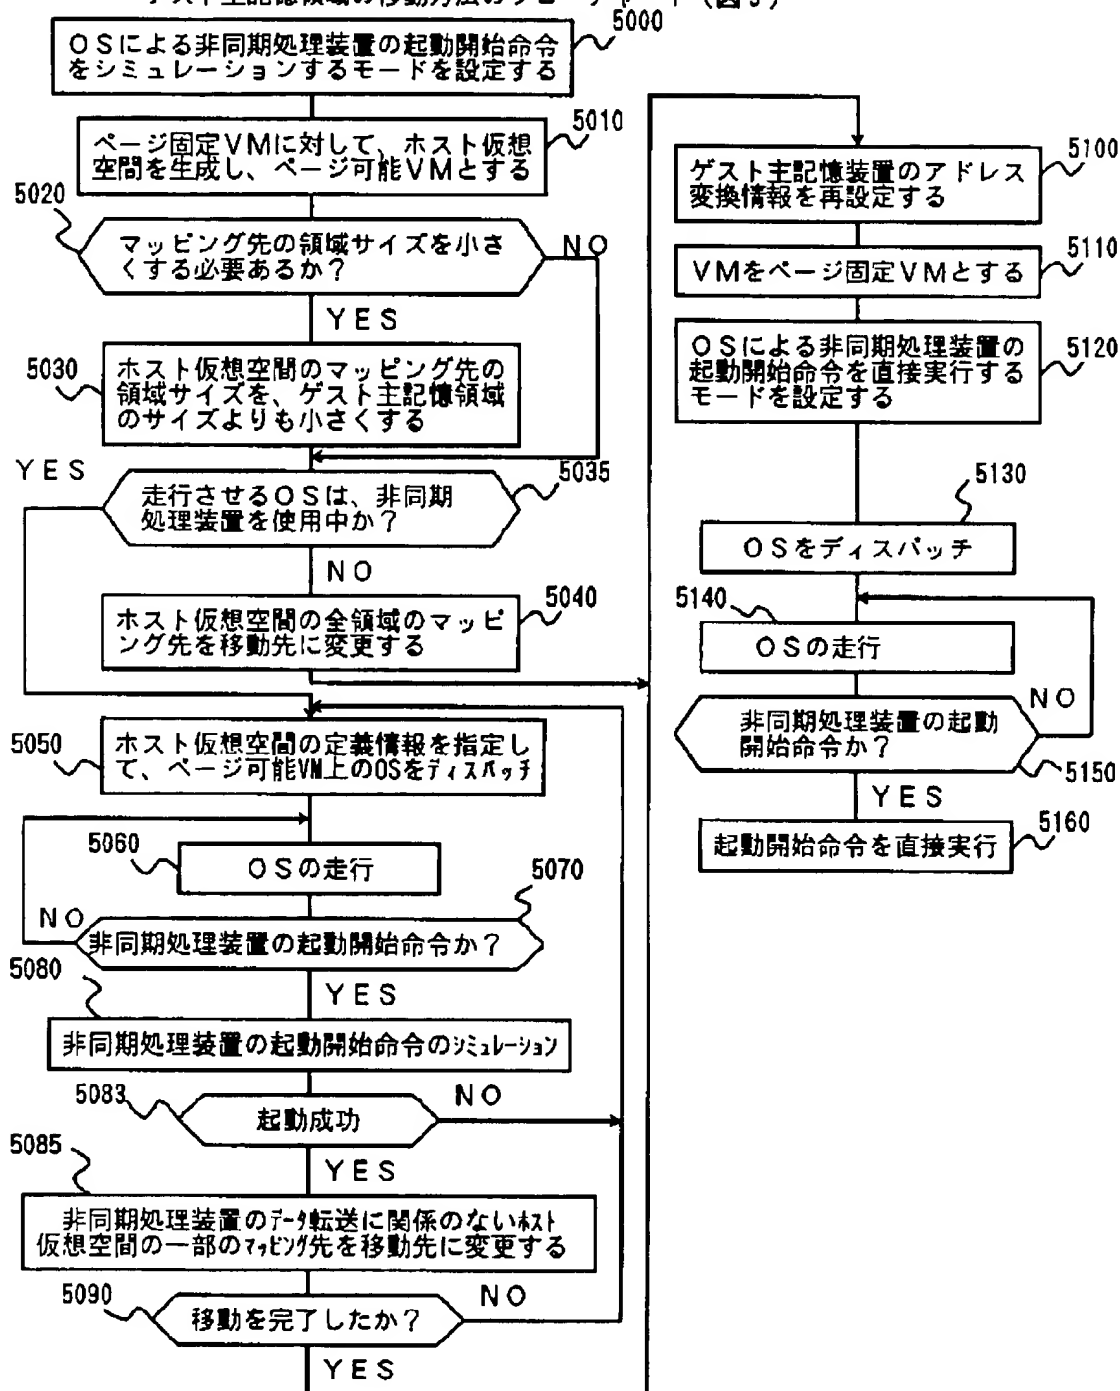 ゲスト主記憶領域の移動方法のフローチャート(図5)
5000
OSによる非同期処理装置の起動開始命令
をシミュレーションするモードを設定する
5010
ページ固定VMに対して、ホスト仮想
空間を生成し、ページ可能VMとする
5020
マッピング先の領域サイズを小さ
くする必要あるか?
NO
YES
5030
ホスト仮想空間のマッピング先の
領域サイズを、ゲスト主記憶領域
のサイズよりも小さくする
YES
5035
走行させるOSは、非同期
処理装置を使用中か?
NO
5040
ホスト仮想空間の全領域のマッピ
ング先を移動先に変更する
5050
ホスト仮想空間の定義情報を指定し
て、ページ可能VM上のOSをディスパッチ
5060
OSの走行
5070
NO
非同期処理装置の起動開始命令か?
5080
YES
非同期処理装置の起動開始命令のシミュレーション
5083
NO
起動成功
5085
YES
非同期処理装置のデータ転送に関係のないホスト
仮想空間の一部のマッピング先を移動先に変更する
5090
NO
移動を完了したか?
YES
5100
ゲスト主記憶装置のアドレス
変換情報を再設定する
5110
VMをページ固定VMとする
5120
OSによる非同期処理装置の
起動開始命令を直接実行する
モードを設定する
5130
OSをディスパッチ
5140
OSの走行
NO
非同期処理装置の起動
開始命令か?
5150
YES
5160
起動開始命令を直接実行